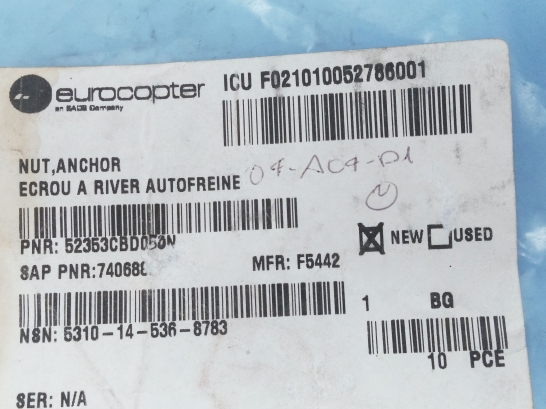 eurocopter
an EADS Company
ICU F021010052786001
NUT,ANCHOR
ECROU A RIVER AUTOFREINE
04-AC4-D1
PNR: 52353CBD050N
NEW USED
SAP PNR:740688
MFR: F5442
1 BG
NSN: 5310-14-536-8783
10 PCE
SER: N/A